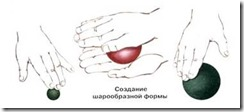 Создание
шарообразной формы